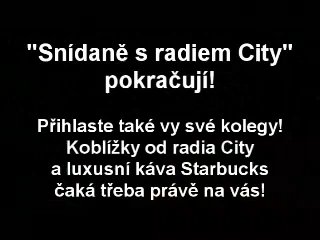 "Snídaně s radiem City"
pokračují!
Přihlaste také vy své kolegy!
Koblížky od radia City
a luxusní káva Starbucks
čaká třeba právě na vás!